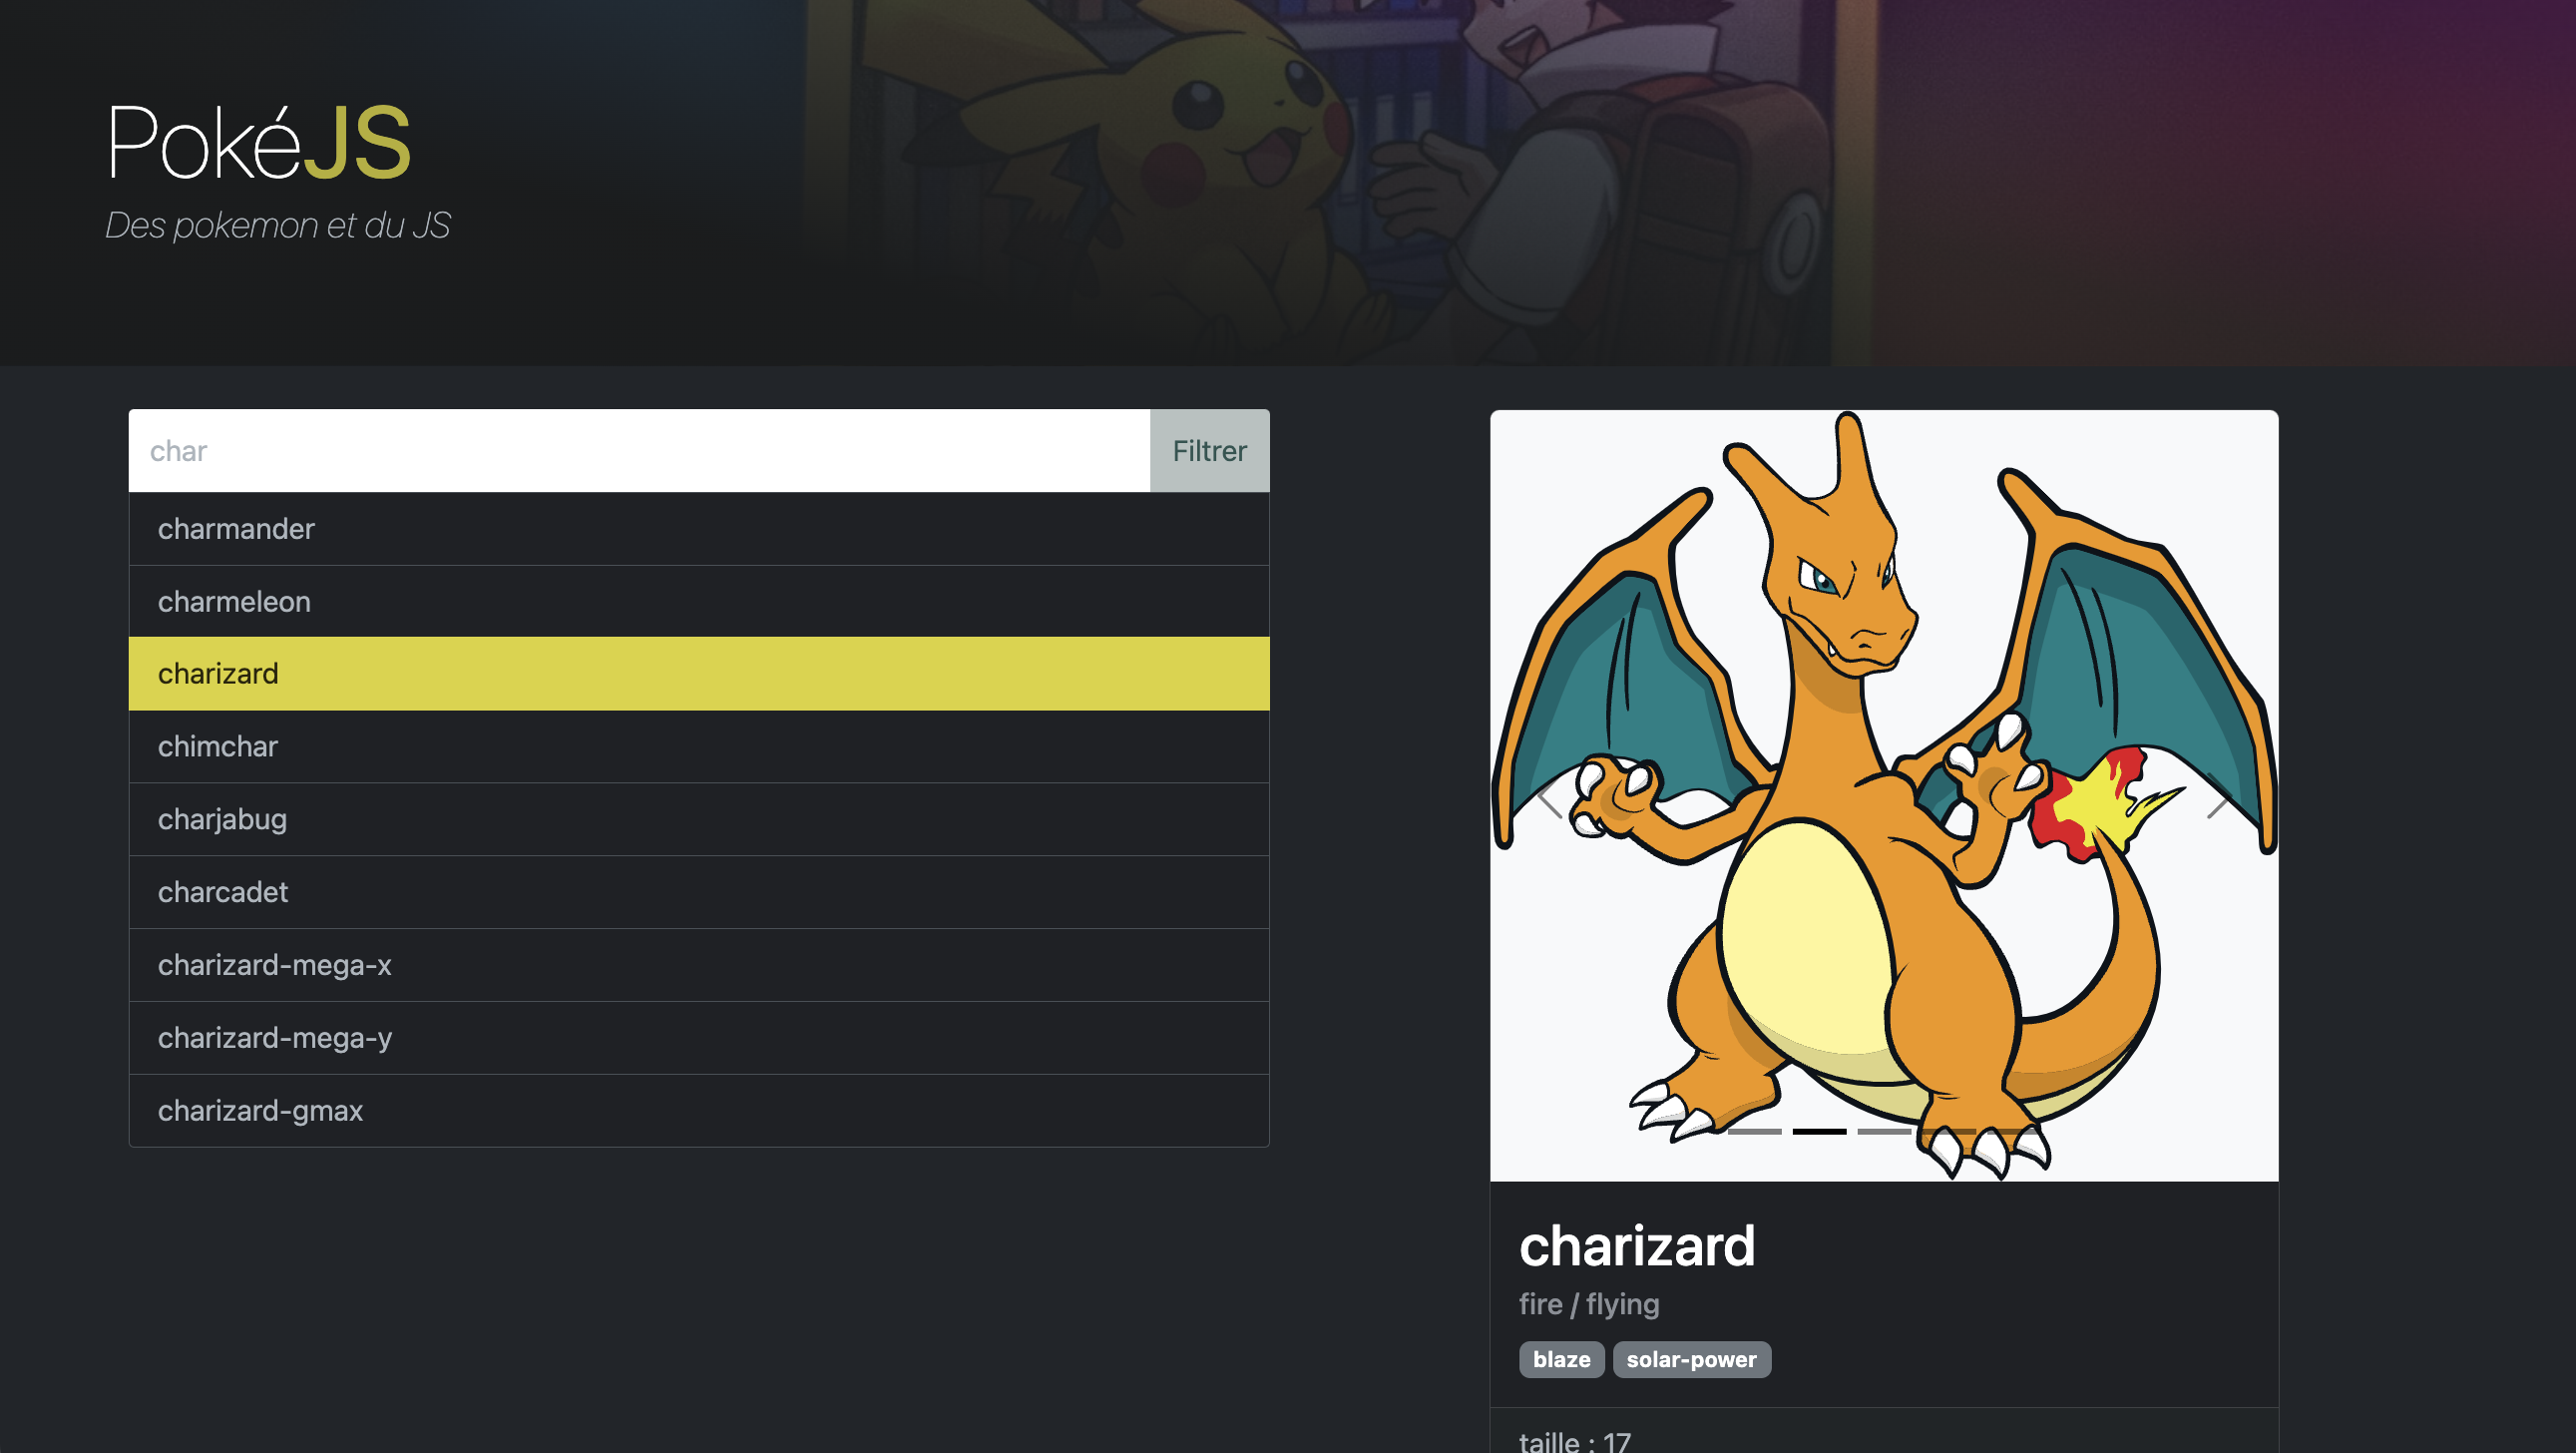 PokéJS
Des pokemon et du JS
char
Filtrer
charmander
charmeleon
charizard
chimchar
charjabug
charcadet
charizard-mega-x
charizard-mega-y
charizard-gmax
charizard
fire / flying
blaze solar-power
taille : 17